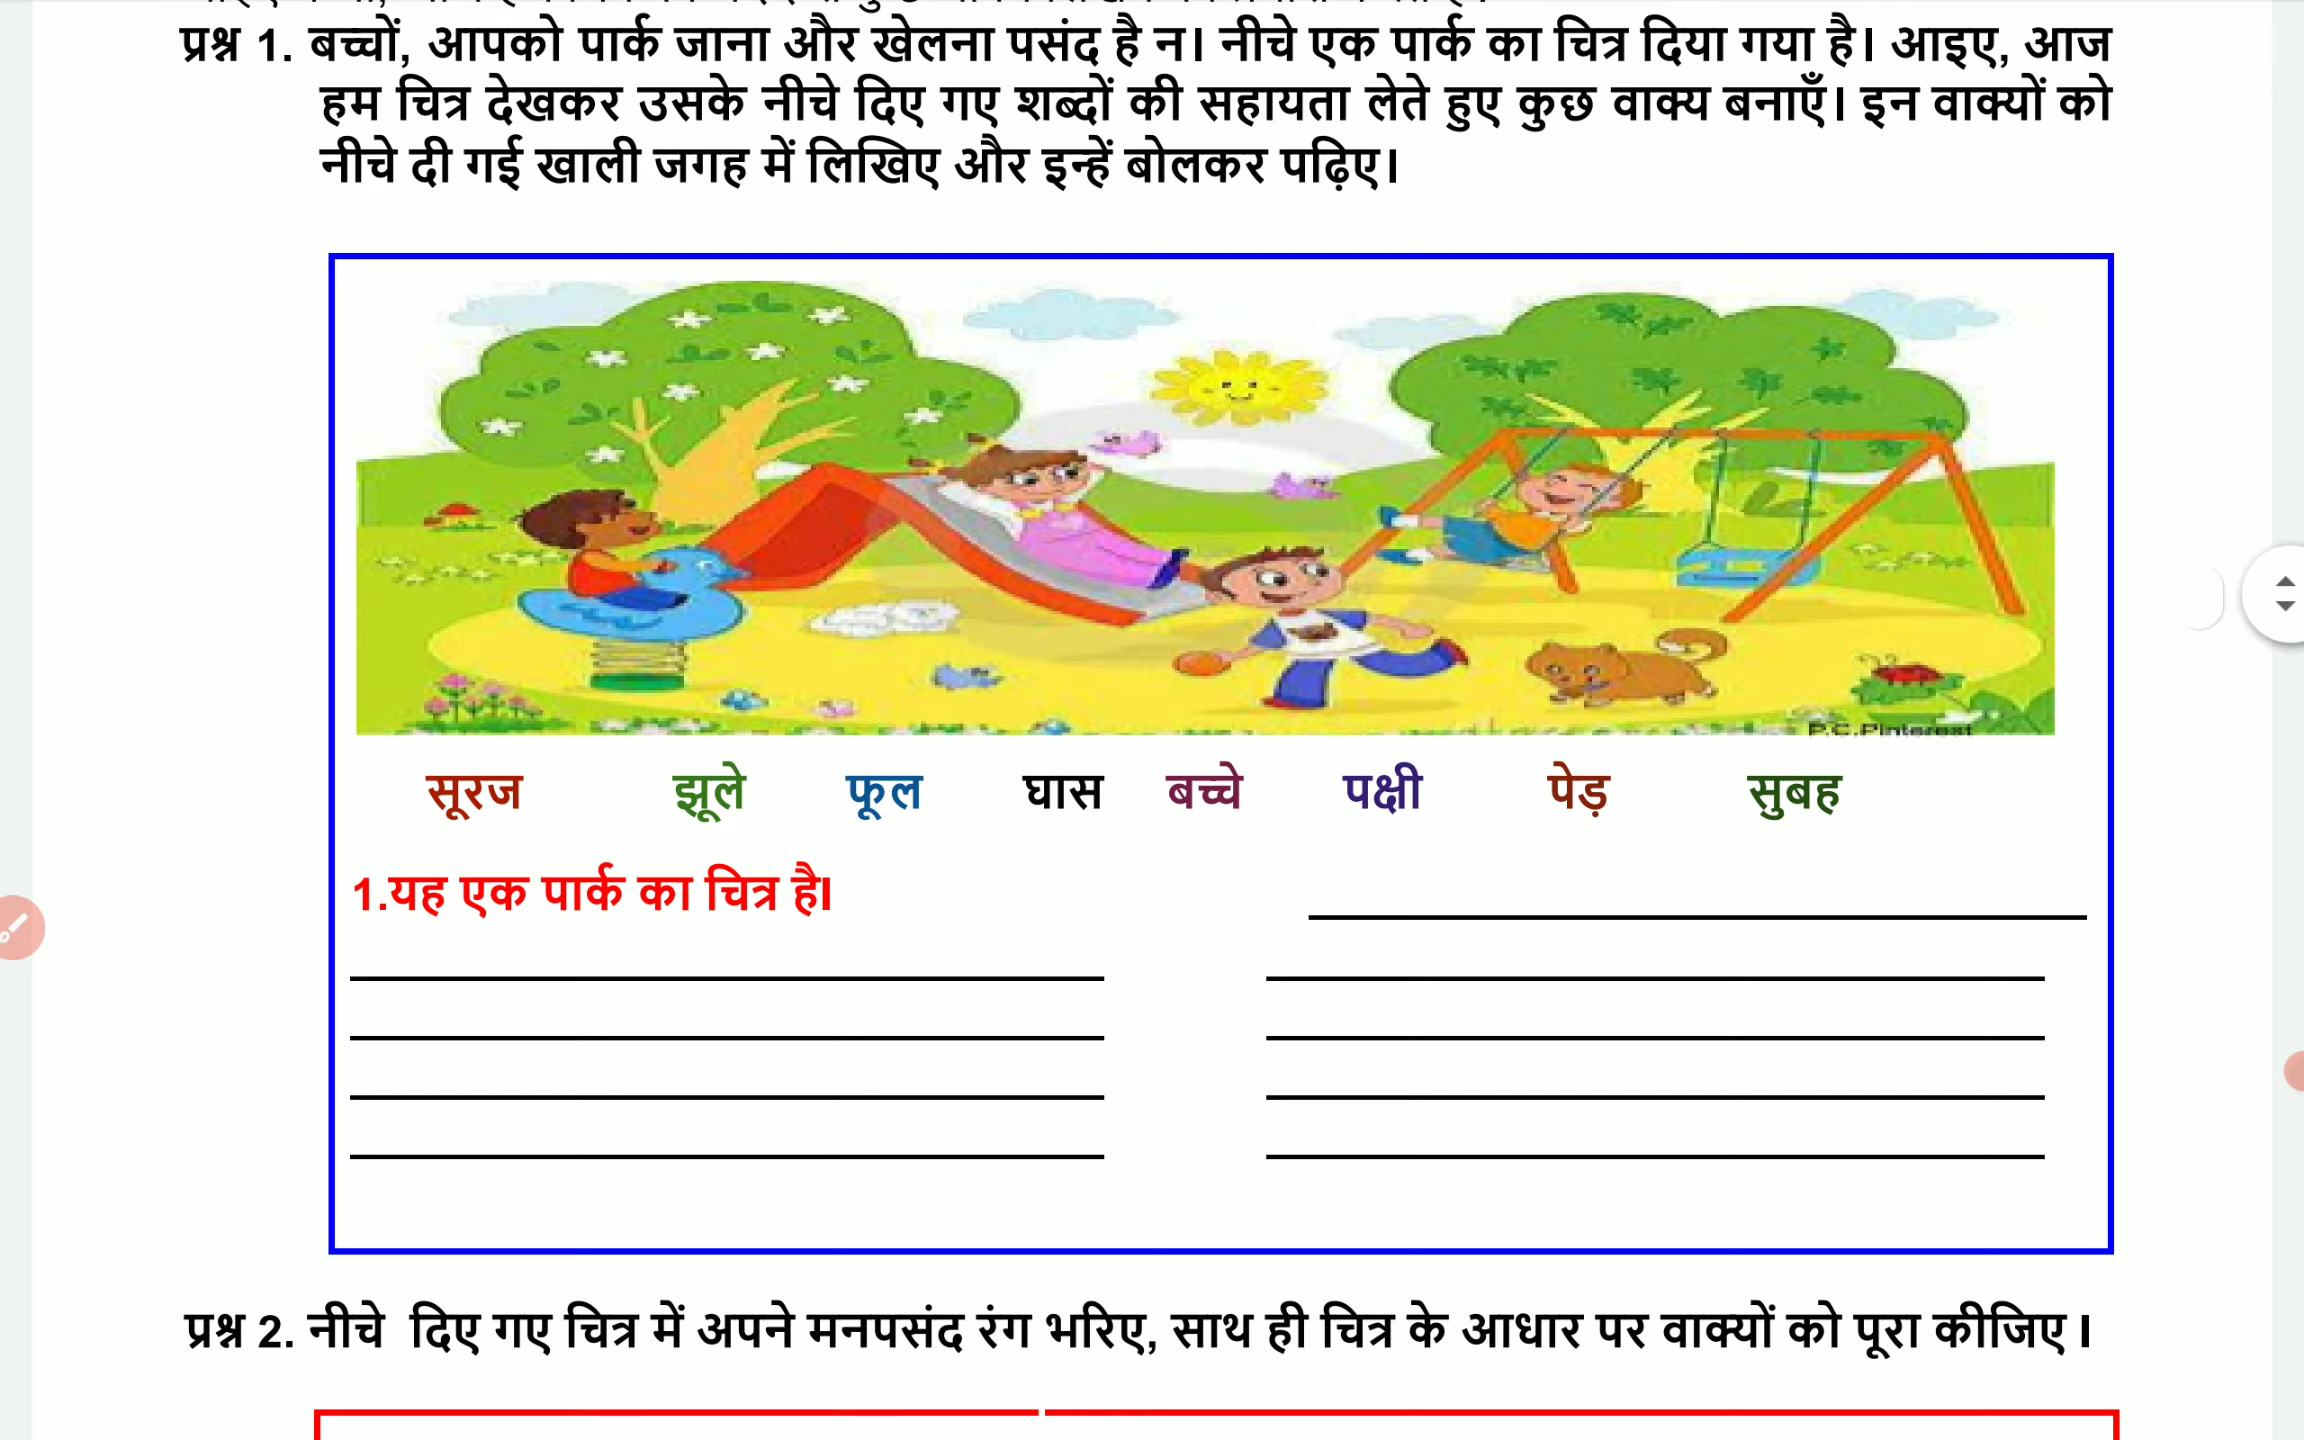 प्रश्न 1. बच्चों, आपको पार्क जाना और खेलना पसंद है न। नीचे एक पार्क का चित्र दिया गया है। आइए, आज
हम चित्र देखकर उसके नीचे दिए गए शब्दों की सहायता लेते हुए कुछ वाक्य बनाएँ। इन वाक्यों को
नीचे दी गई खाली जगह में लिखिए और इन्हें बोलकर पढ़िए।
P.C.Pinterest
सूरज झूले फूल घास बच्चे पक्षी पेड़ सुबह
1.यह एक पार्क का चित्र है।
प्रश्न 2. नीचे दिए गए चित्र में अपने मनपसंद रंग भरिए, साथ ही चित्र के आधार पर वाक्यों को पूरा कीजिए।